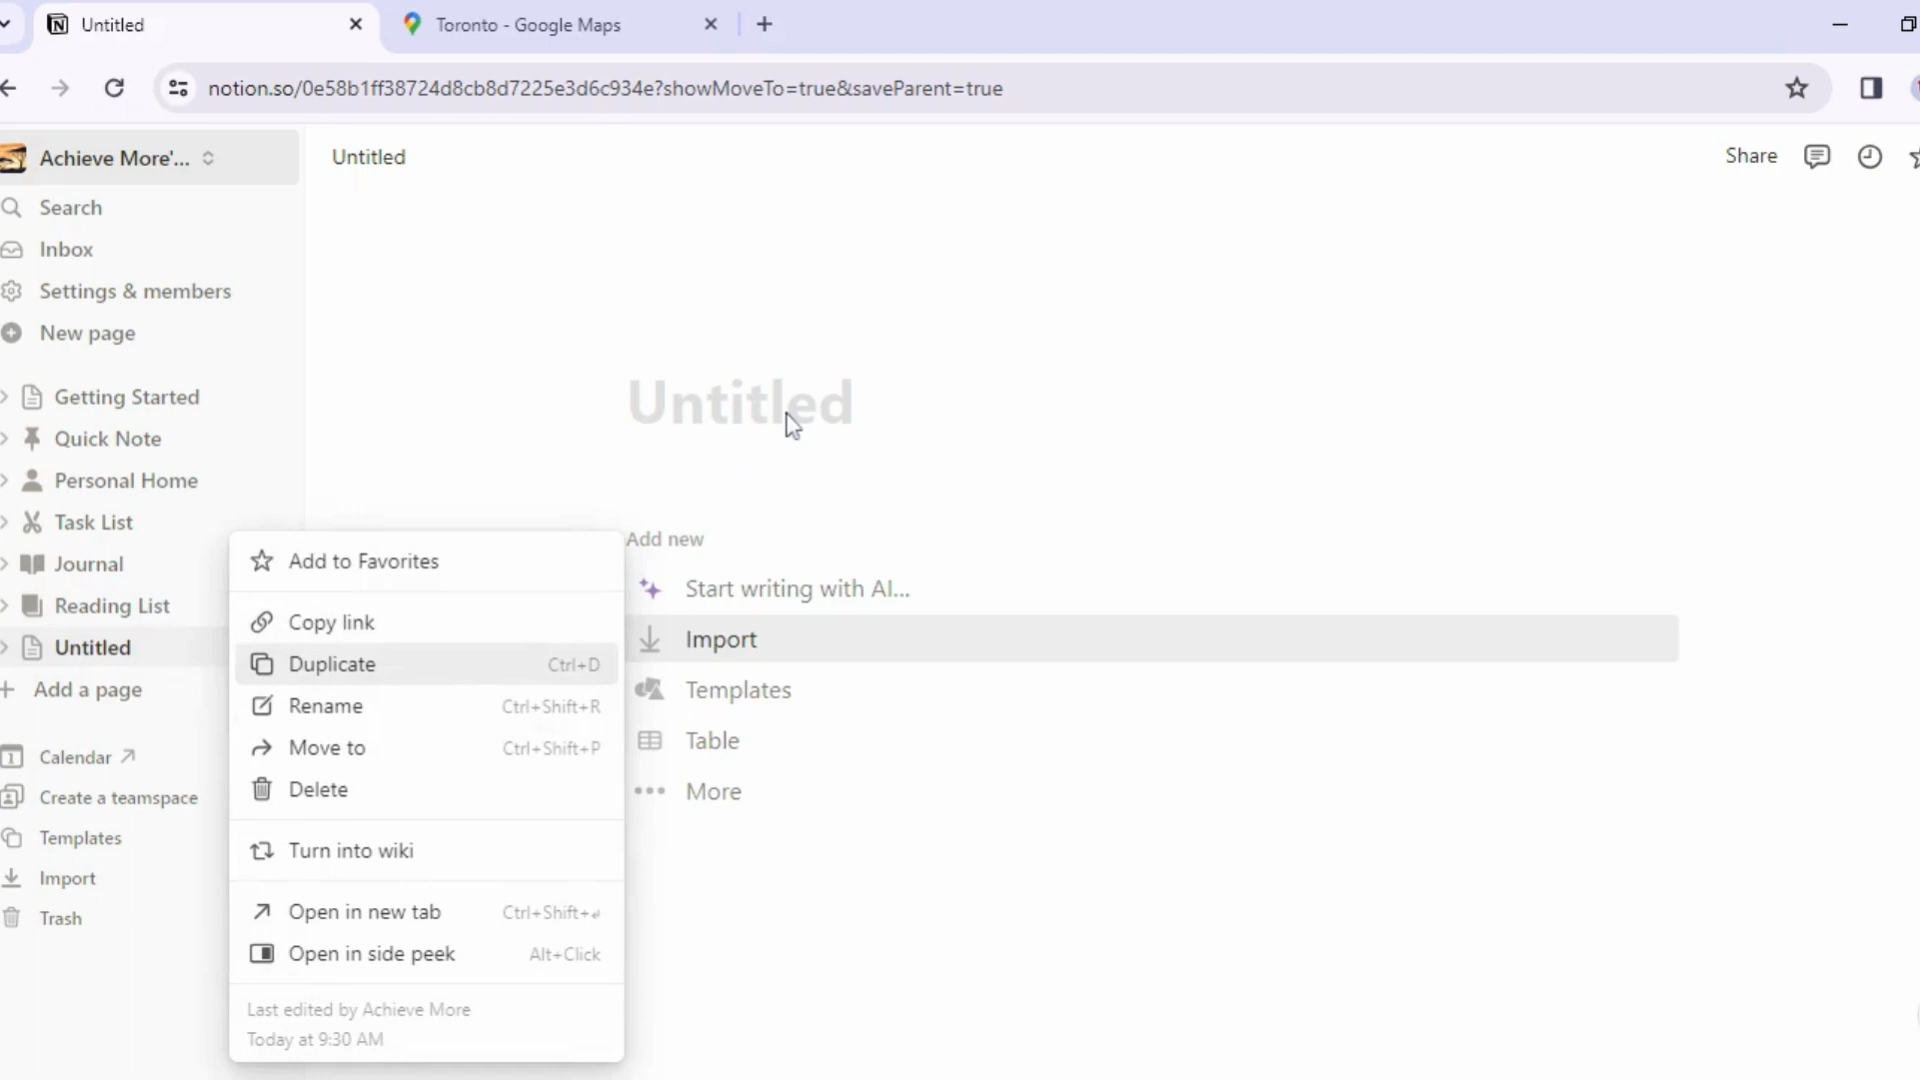 Untitled
Toronto - Google Maps
notion.so/0e58b1ff38724d8cb8d7225e3d6c934e?showMoveTo=true&saveParent=true
Achieve More'...
Untitled
Share
Search
Inbox
Settings & members
New page
Getting Started
Quick Note
Personal Home
Task List
Journal
Reading List
Untitled
Add a page
Calendar
Create a teamspace
Templates
Import
Trash
Untitled
Add new
Start writing with AI...
Import
Templates
Table
More
Add to Favorites
Copy link
Duplicate Ctrl+D
Rename Ctrl+Shift+R
Move to Ctrl+Shift+P
Delete
Turn into wiki
Open in new tab Ctrl+Shift+↵
Open in side peek Alt+Click
Last edited by Achieve More
Today at 9:30 AM